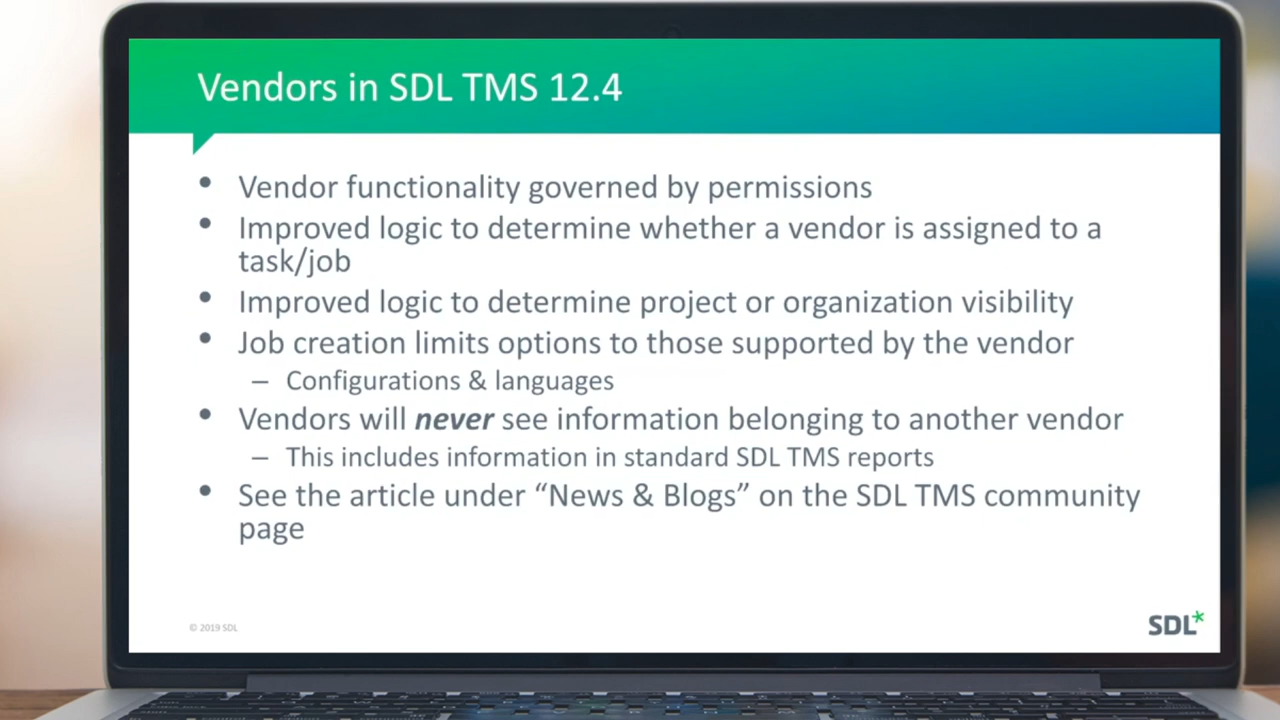 Vendors in SDL TMS 12.4
• Vendor functionality governed by permissions
• Improved logic to determine whether a vendor is assigned to a
task/job
• Improved logic to determine project or organization visibility
• Job creation limits options to those supported by the vendor
– Configurations & languages
• Vendors will never see information belonging to another vendor
– This includes information in standard SDL TMS reports
• See the article under “News & Blogs” on the SDL TMS community
page
© 2019 SDL
SDL*